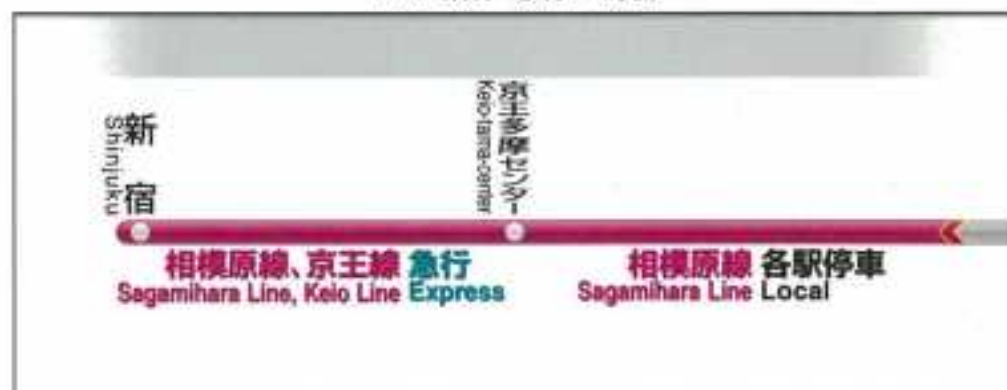 新宿
Shinjuku
京王多摩センター
Keio-tama-center
相模原線、京王線 急行
Sagamihara Line, Keio Line Express
相模原線 各駅停車
Sagamihara Line Local